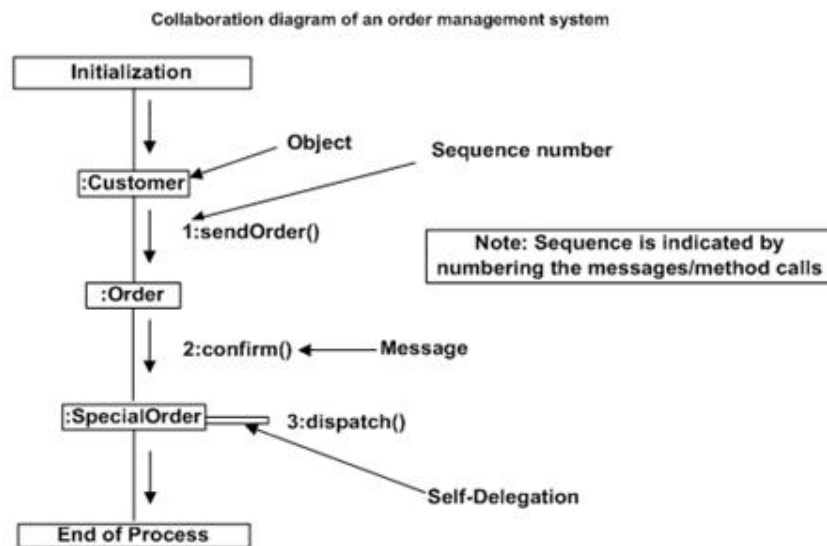 Collaboration diagram of an order management system
Initialization
Object
Sequence number
:Customer
1:sendOrder()
Note: Sequence is indicated by
numbering the messages/method calls
:Order
2:confirm()
Message
:SpecialOrder
3:dispatch()
Self-Delegation
End of Process